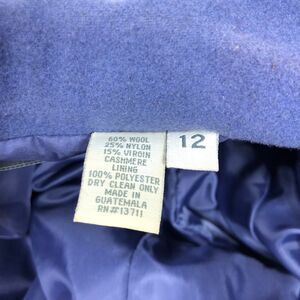 60% WOOL
25% NYLON
15% VIRGIN
CASHMERE
LINING
100% POLYESTER
DRY CLEAN ONLY
MADE IN
GUATEMALA
RN#13711
12